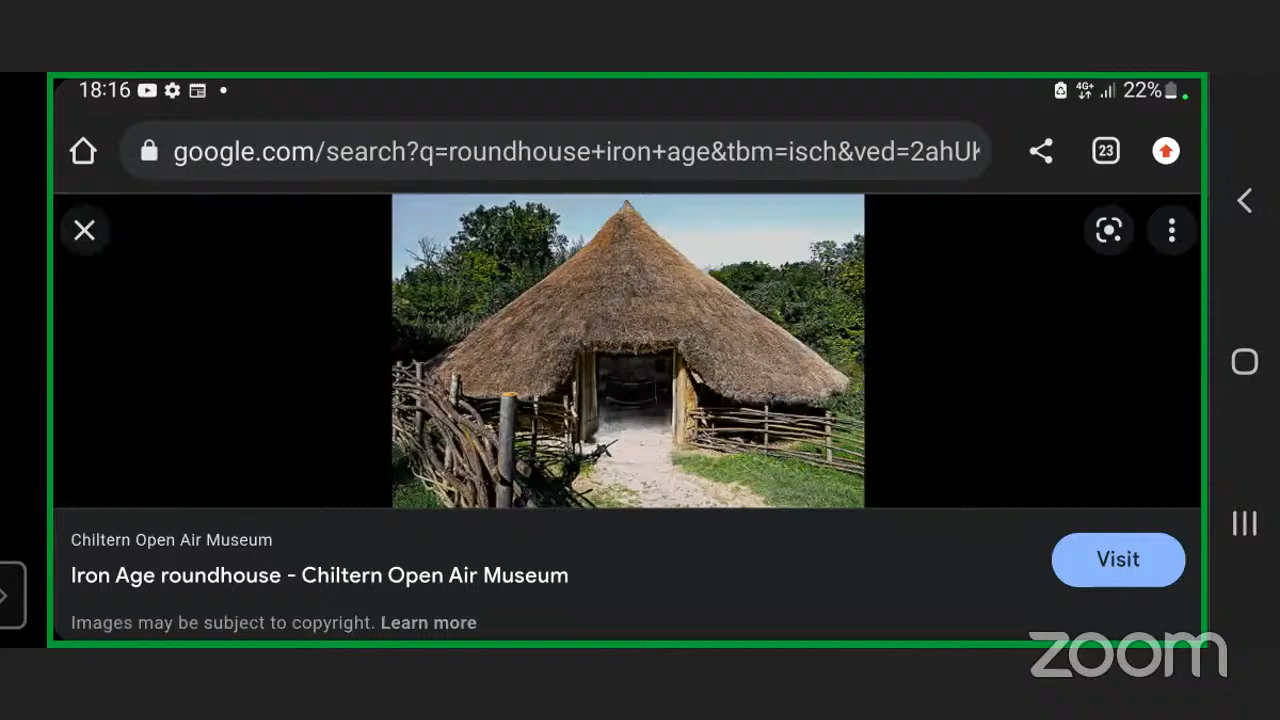 18:16
4G+
22%
google.com/search?q=roundhouse+iron+age&tbm=isch&ved=2ahUK
23
Chiltern Open Air Museum
Iron Age roundhouse - Chiltern Open Air Museum
Visit
Images may be subject to copyright. Learn more
zoom